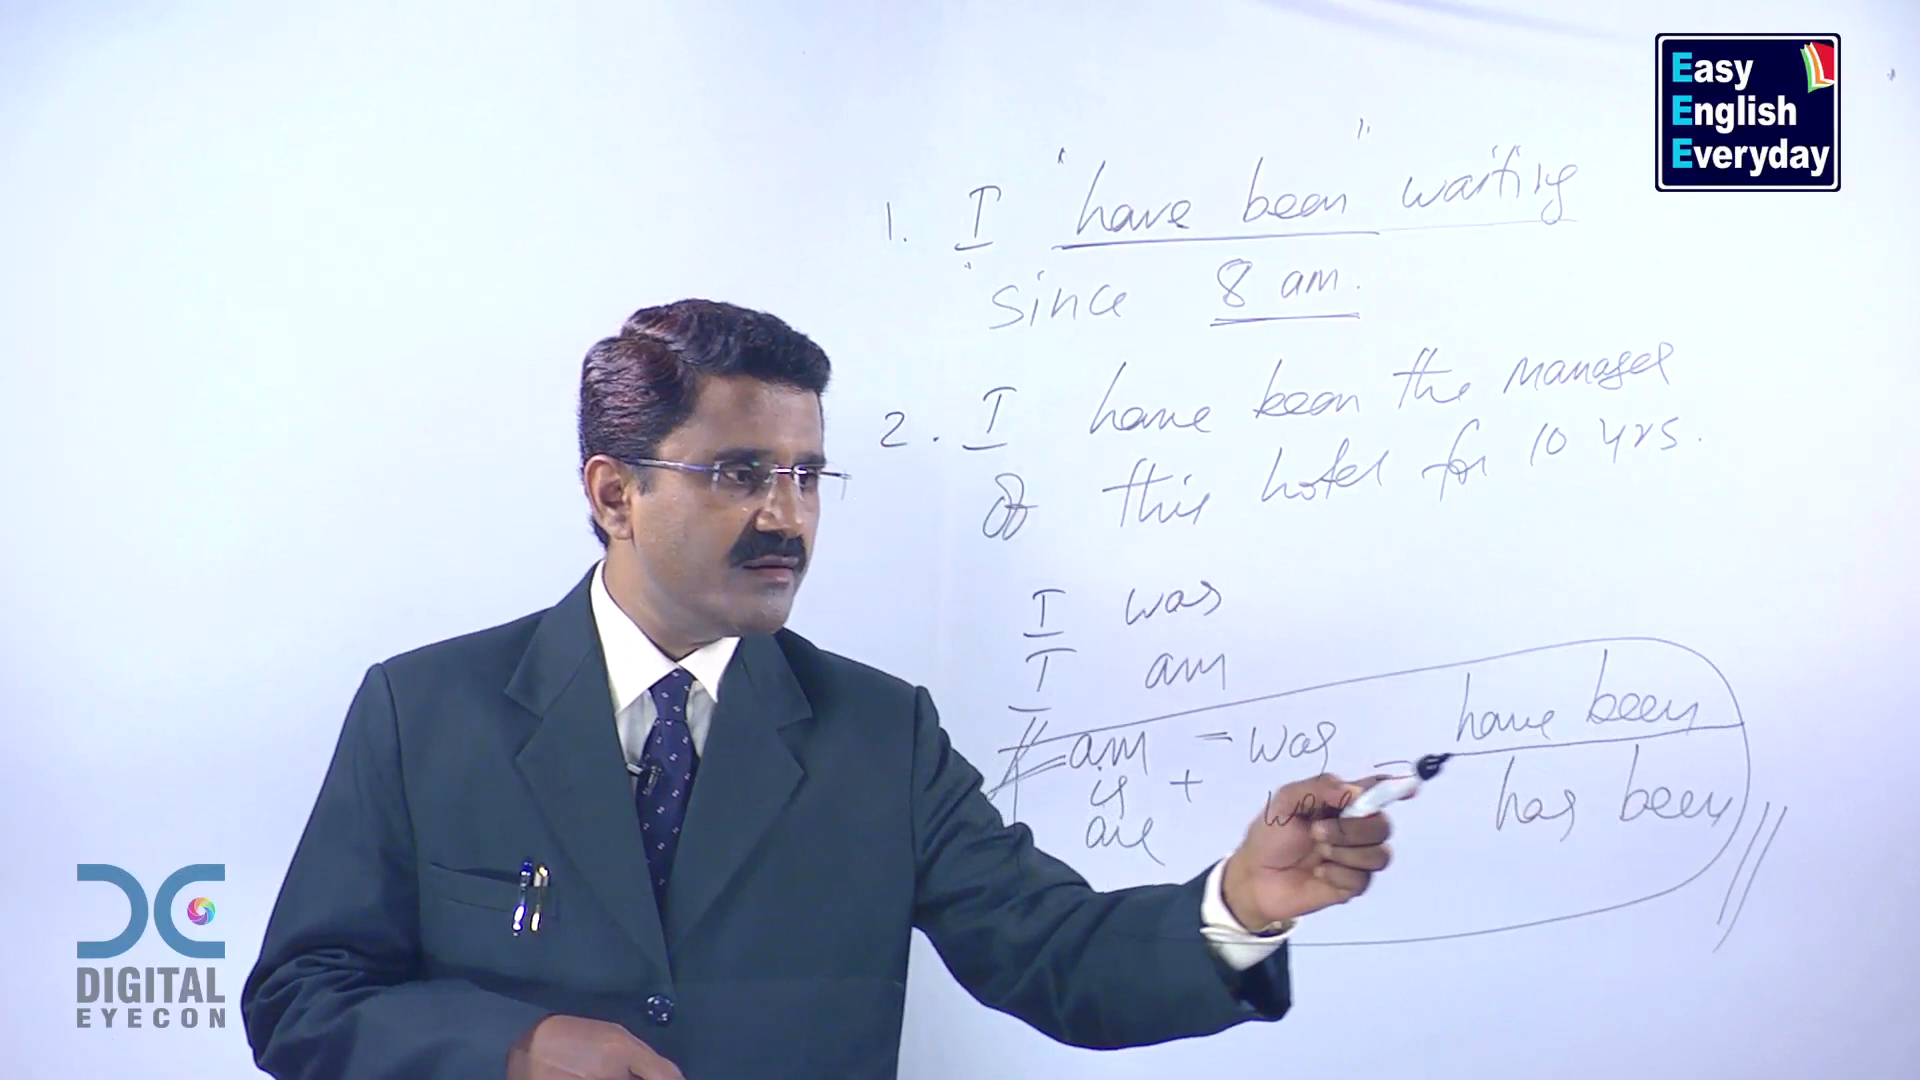 Easy
English
Everyday
1. I "have been" waiting
since 8 am.
2. I have been the manager
of this hotel for 10 yrs.
I was
I am
am = was = have been
is + were has been
are
DIGITAL
EYECON